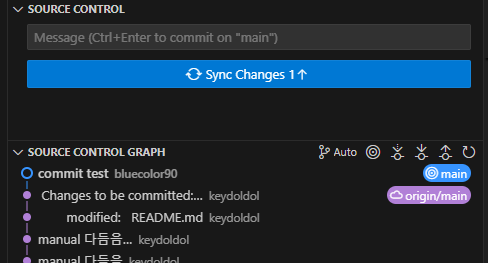 SOURCE CONTROL
Message (Ctrl+Enter to commit on "main")
Sync Changes 1↑
SOURCE CONTROL GRAPH Auto
commit test bluecolor90 main
Changes to be committed:... keydoldol origin/main
modified: README.md keydoldol
manual 다듬음... keydoldol
manual 다듬음 keydoldol